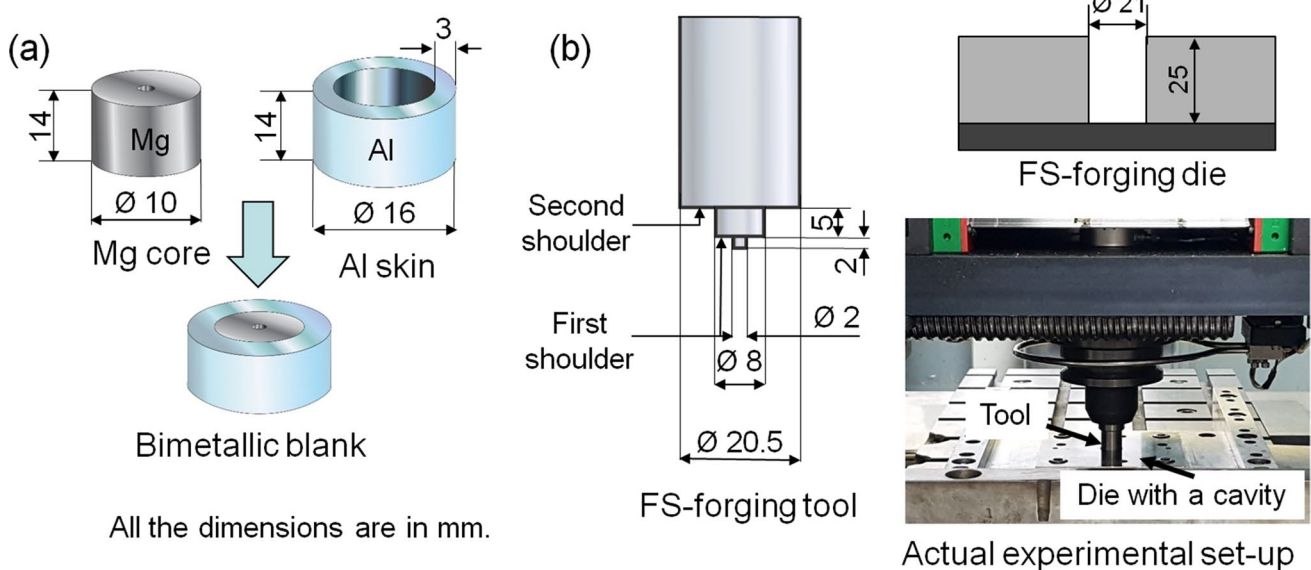 (a)
3
14
Mg
14
Al
Ø 10
Ø 16
Mg core
Al skin
Bimetallic blank
All the dimensions are in mm.
(b)
Second
shoulder
5
2
First
shoulder
Ø 2
Ø 8
Ø 20.5
FS-forging tool
Ø 21
25
FS-forging die
Tool
Die with a cavity
Actual experimental set-up